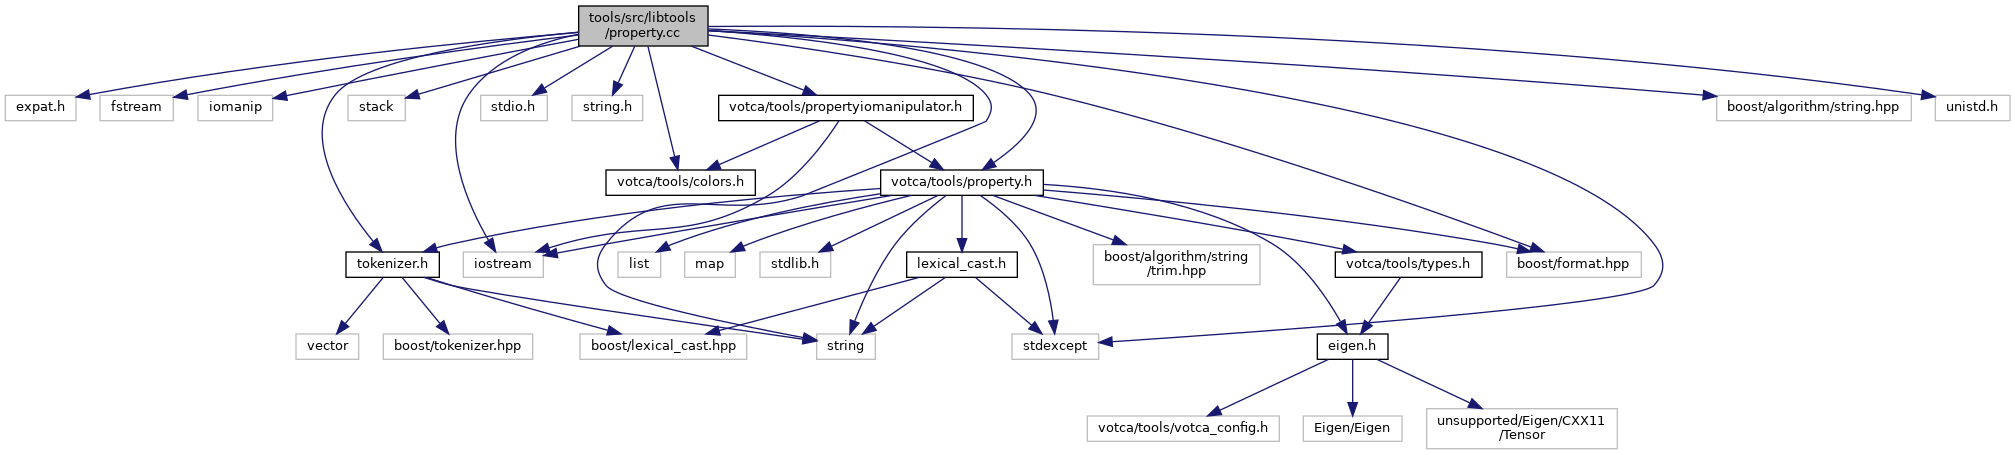 tools/src/libtools
/property.cc
expat.h
fstream
iomanip
stack
stdio.h
string.h
votca/tools/propertyiomanipulator.h
boost/algorithm/string.hpp
unistd.h
votca/tools/colors.h
votca/tools/property.h
tokenizer.h
iostream
list
map
stdlib.h
lexical_cast.h
boost/algorithm/string
/trim.hpp
votca/tools/types.h
boost/format.hpp
vector
boost/tokenizer.hpp
boost/lexical_cast.hpp
string
stdexcept
eigen.h
votca/tools/votca_config.h
Eigen/Eigen
unsupported/Eigen/CXX11
/Tensor